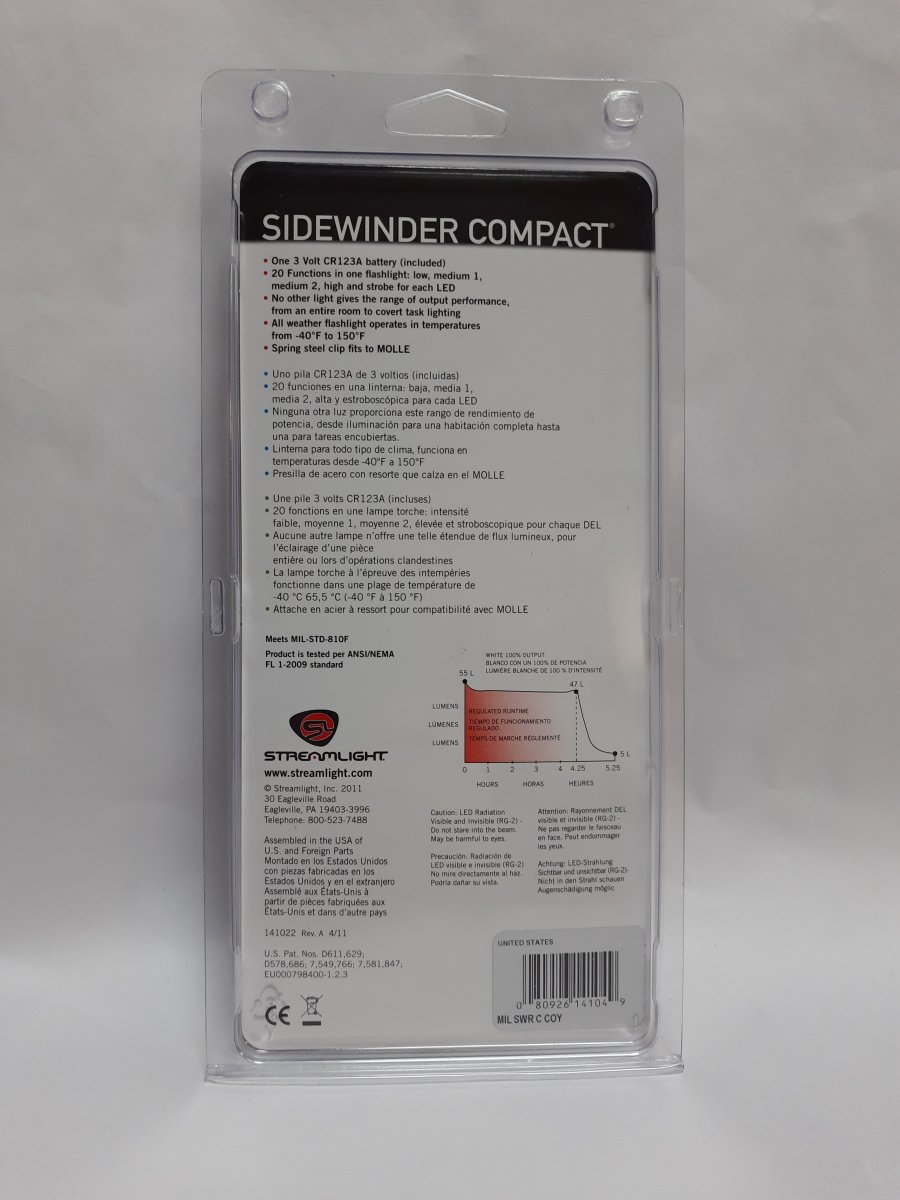 SIDEWINDER COMPACT®
• One 3 Volt CR123A battery (included)
• 20 Functions in one flashlight: low, medium 1,
medium 2, high and strobe for each LED
• No other light gives the range of output performance,
from an entire room to covert task lighting
• All weather flashlight operates in temperatures
from -40°F to 150°F
• Spring steel clip fits to MOLLE
• Uno pila CR123A de 3 voltios (incluidas)
• 20 funciones en una linterna: baja, media 1,
media 2, alta y estroboscópica para cada LED
• Ninguna otra luz proporciona este rango de rendimiento de
potencia, desde iluminación para una habitación completa hasta
una para tareas encubiertas.
• Linterna para todo tipo de clima, funciona en
temperaturas desde -40°F a 150°F
• Presilla de acero con resorte que calza en el MOLLE
• Une pile 3 volts CR123A (incluses)
• 20 fonctions en une lampe torche: intensité
faible, moyenne 1, moyenne 2, élevée et stroboscopique pour chaque DEL
• Aucune autre lampe n'offre une telle étendue de flux lumineux, pour
l'éclairage d'une pièce
entière ou lors d'opérations clandestines
• La lampe torche à l'épreuve des intempéries
fonctionne dans une plage de température de
-40 °C 65,5 °C (-40 °F à 150 °F)
• Attache en acier à ressort pour compatibilité avec MOLLE
Meets MIL-STD-810F
Product is tested per ANSI/NEMA
FL 1-2009 standard
WHITE 100% OUTPUT
BLANCO CON UN 100% DE POTENCIA
LUMIÈRE BLANCHE DE 100 % D'INTENSITÉ
55 L
47 L
LUMENS
LÚMENES
LUMENS
REGULATED RUNTIME
TIEMPO DE FUNCIONAMIENTO
REGULADO
TEMPS DE MARCHE RÉGLEMENTÉ
5 L
0 1 2 3 4 4.25 5.25
HOURS HORAS HEURES
STREAMLIGHT
www.streamlight.com
© Streamlight, Inc. 2011
30 Eagleville Road
Eagleville, PA 19403-3996
Telephone: 800-523-7488
Assembled in the USA of
U.S. and Foreign Parts
Montado en los Estados Unidos
con piezas fabricadas en los
Estados Unidos y en el extranjero
Assemblé aux États-Unis à
partir de pièces fabriquées aux
États-Unis et dans d'autre pays
141022 Rev. A 4/11
U.S. Pat. Nos. D611,629;
D578,686; 7,549,766; 7,581,847;
EU000798400-1.2.3
CE
Caution: LED Radiation
Visible and Invisible (RG-2) -
Do not stare into the beam.
May be harmful to eyes.
Precaución: Radiación de
LED visible e invisible (RG-2)
No mire directamente al haz.
Podría dañar su vista.
Attention: Rayonnement DEL
visible et invisible (RG-2) -
Ne pas regarder le faisceau
en face. Peut endommager
les yeux.
Achtung: LED-Strahlung
Sichtbar und unsichtbar (RG-2)-
Nicht in den Strahl schauen
Augenschädigung möglic
UNITED STATES
0 80926 14104 9
MIL SWR C COY